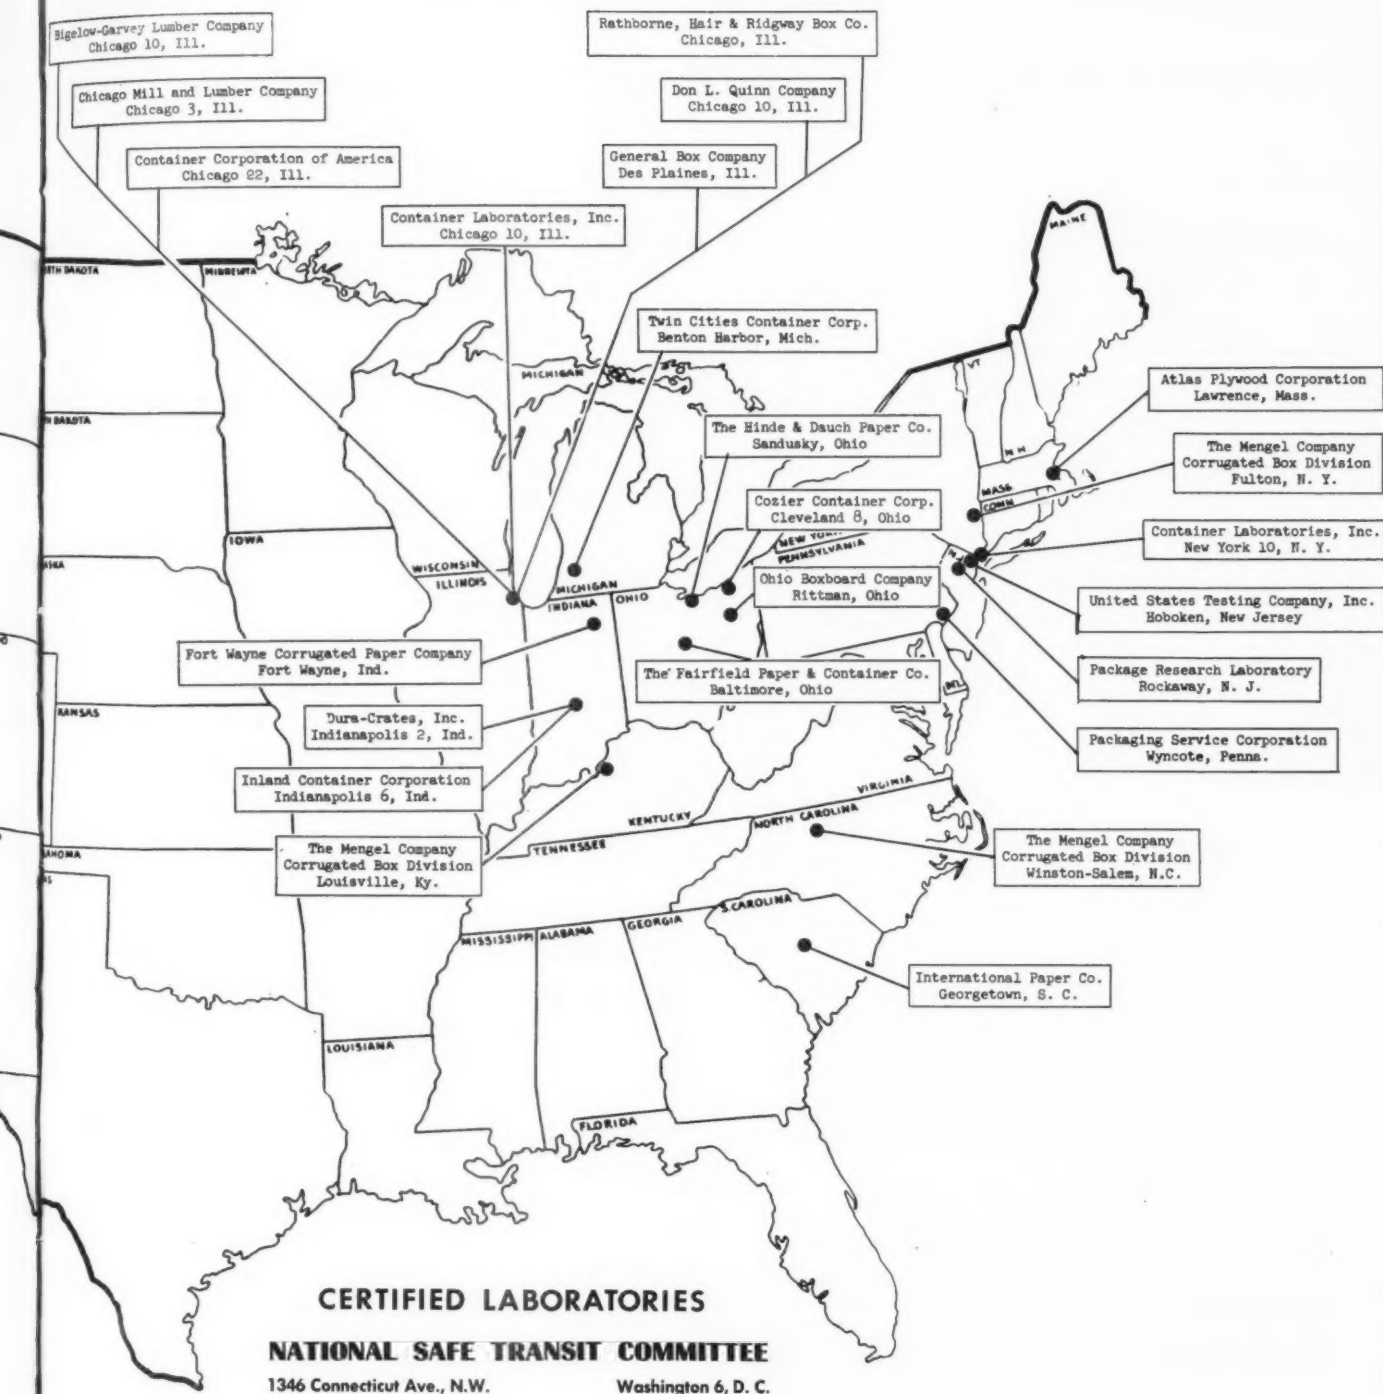 Bigelow-Garvey Lumber Company
Chicago 10, Ill.
Rathborne, Hair & Ridgway Box Co.
Chicago, Ill.
Chicago Mill and Lumber Company
Chicago 3, Ill.
Don L. Quinn Company
Chicago 10, Ill.
Container Corporation of America
Chicago 22, Ill.
General Box Company
Des Plaines, Ill.
Container Laboratories, Inc.
Chicago 10, Ill.
MAINE
RTH DAKOTA
MINNESOTA
Twin Cities Container Corp.
Benton Harbor, Mich.
MICHIGAN
VT
Atlas Plywood Corporation
Lawrence, Mass.
H DAKOTA
The Hinde & Dauch Paper Co.
Sandusky, Ohio
N H
The Mengel Company
Corrugated Box Division
Fulton, N. Y.
MASS
CONN
Cozier Container Corp.
Cleveland 8, Ohio
IOWA
NEW YORK
PENNSYLVANIA
Container Laboratories, Inc.
New York 10, N. Y.
ASKA
WISCONSIN
ILLINOIS
N.J.
Ohio Boxboard Company
Rittman, Ohio
MICHIGAN
INDIANA
OHIO
United States Testing Company, Inc.
Hoboken, New Jersey
Fort Wayne Corrugated Paper Company
Fort Wayne, Ind.
The Fairfield Paper & Container Co.
Baltimore, Ohio
Package Research Laboratory
Rockaway, N. J.
KANSAS
Dura-Crates, Inc.
Indianapolis 2, Ind.
Packaging Service Corporation
Wyncote, Penna.
Inland Container Corporation
Indianapolis 6, Ind.
VIRGINIA
KENTUCKY
NORTH CAROLINA
TENNESSEE
AHOMA
AS
The Mengel Company
Corrugated Box Division
Louisville, Ky.
The Mengel Company
Corrugated Box Division
Winston-Salem, N.C.
S. CAROLINA
GEORGIA
MISSISSIPPI
ALABAMA
International Paper Co.
Georgetown, S. C.
LOUISIANA
FLORIDA
CERTIFIED LABORATORIES
NATIONAL SAFE TRANSIT COMMITTEE
1346 Connecticut Ave., N.W. Washington 6, D. C.